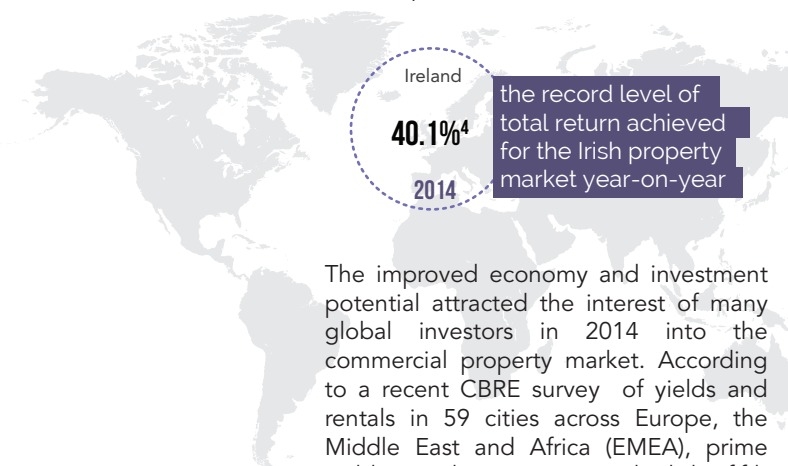 Ireland
40.1%⁴
2014
the record level of
total return achieved
for the Irish property
market year-on-year
The improved economy and investment
potential attracted the interest of many
global investors in 2014 into the
commercial property market. According
to a recent CBRE survey of yields and
rentals in 59 cities across Europe, the
Middle East and Africa (EMEA), prime